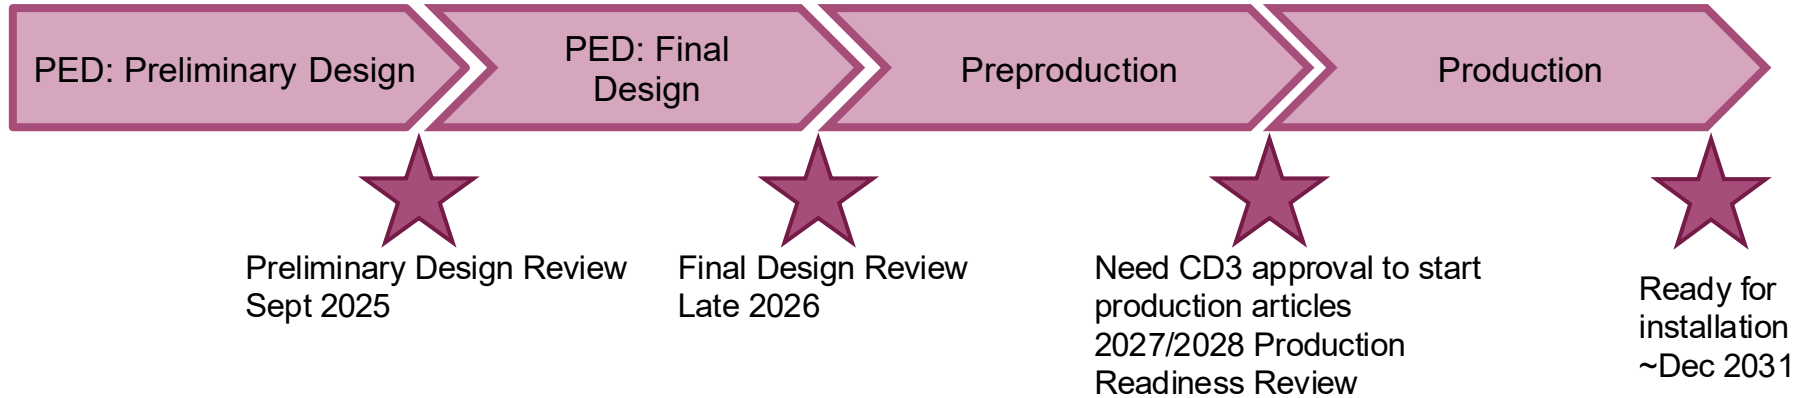 PED: Preliminary Design
PED: Final
Design
Preproduction
Production
Preliminary Design Review
Sept 2025
Final Design Review
Late 2026
Need CD3 approval to start
production articles
2027/2028 Production
Readiness Review
Ready for
installation
~Dec 2031